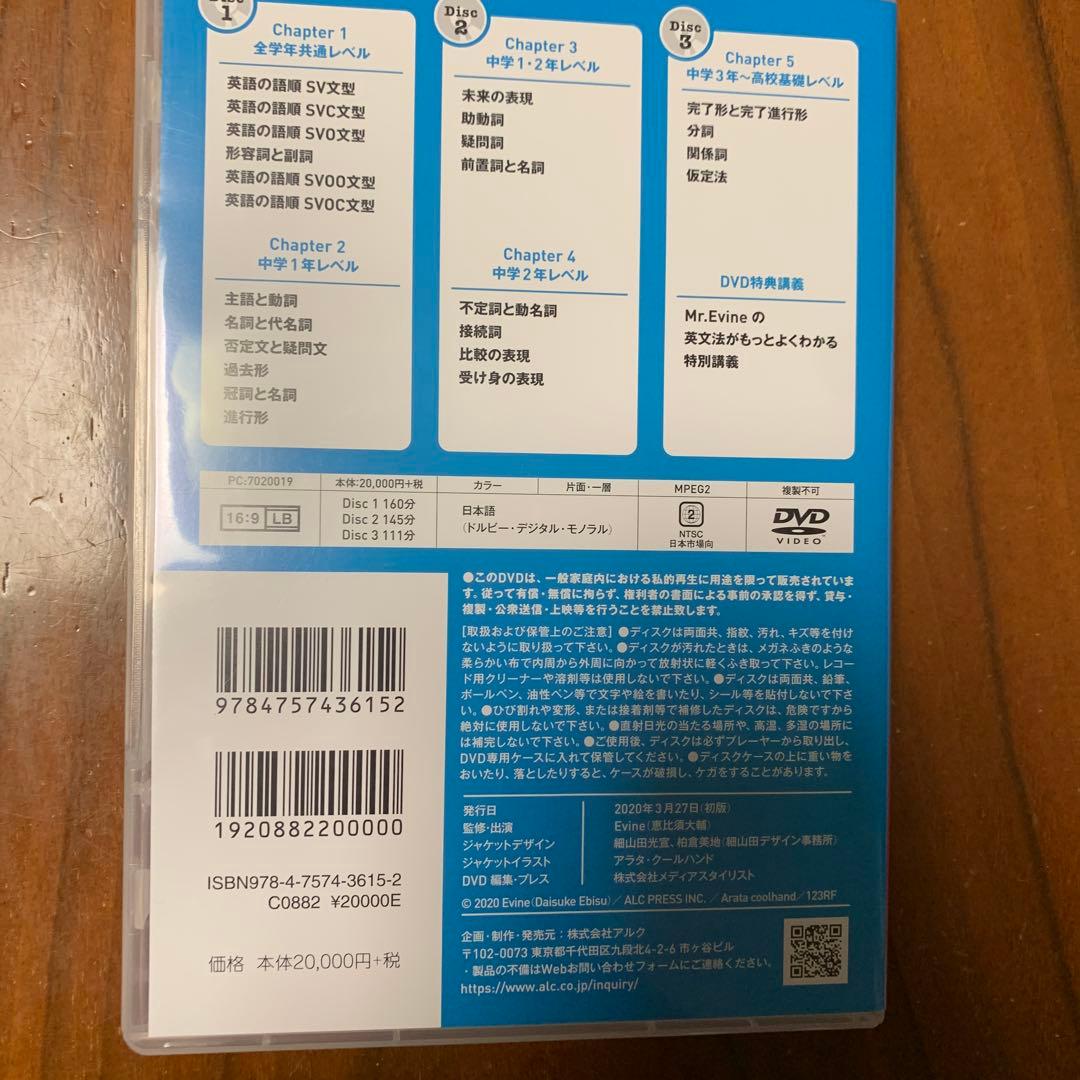 Disc
1
Chapter 1
全学年共通レベル
英語の語順 SV文型
英語の語順 SVC文型
英語の語順 SVO文型
形容詞と副詞
英語の語順 SVOO文型
英語の語順 SVOC文型
Chapter 2
中学1年レベル
主語と動詞
名詞と代名詞
否定文と疑問文
過去形
冠詞と名詞
進行形
Disc
2
Chapter 3
中学1・2年レベル
未来の表現
助動詞
疑問詞
前置詞と名詞
Chapter 4
中学2年レベル
不定詞と動名詞
接続詞
比較の表現
受け身の表現
Disc
3
Chapter 5
中学3年〜高校基礎レベル
完了形と完了進行形
分詞
関係詞
仮定法
DVD特典講義
Mr.Evine の
英文法がもっとよくわかる
特別講義
PC:7020019
本体:20,000円+税
カラー
片面・一層
MPEG2
複製不可
16:9 LB
Disc 1 160分
Disc 2 145分
Disc 3 111分
日本語
(ドルビー・デジタル・モノラル)
2
NTSC
日本市場向
DVD
VIDEO
●このDVDは、一般家庭内における私的再生に用途を限って販売されていま
す。従って有償・無償に拘らず、権利者の書面による事前の承認を得ず、貸与・
複製・公衆送信・上映等を行うことを禁止致します。
[取扱および保管上のご注意] ●ディスクは両面共、指紋、汚れ、キズ等を付け
ないように取り扱って下さい。●ディスクが汚れたときは、メガネふきのような
柔らかい布で内周から外周に向かって放射状に軽くふき取って下さい。レコー
ド用クリーナーや溶剤等は使用しないで下さい。●ディスクは両面共、鉛筆、
ボールペン、油性ペン等で文字や絵を書いたり、シール等を貼付しないで下さ
い。●ひび割れや変形、または接着剤等で補修したディスクは、危険ですから
絶対に使用しないで下さい。●直射日光の当たる場所や、高温、多湿の場所に
は補完しないで下さい。●ご使用後、ディスクは必ずプレーヤーから取り出し、
DVD専用ケースに入れて保管してください。●ディスクケースの上に重い物を
おいたり、落としたりすると、ケースが破損し、ケガをすることがあります。
9784757436152
1920882200000
ISBN978-4-7574-3615-2
C0882 ¥20000E
価格 本体20,000円+税
発行日 2020年3月27日(初版)
監修・出演 Evine(恵比須大輔)
ジャケットデザイン 細山田光宣、柏倉美地(細山田デザイン事務所)
ジャケットイラスト アラタ・クールハンド
DVD 編集・プレス 株式会社メディアスタイリスト
© 2020 Evine(Daisuke Ebisu)/ ALC PRESS INC. / Arata coolhand/123RF
企画・制作・発売元:株式会社アルク
〒102-0073 東京都千代田区九段北4-2-6 市ヶ谷ビル
・製品の不備はWebお問い合わせフォームにご連絡ください。
https://www.alc.co.jp/inquiry/